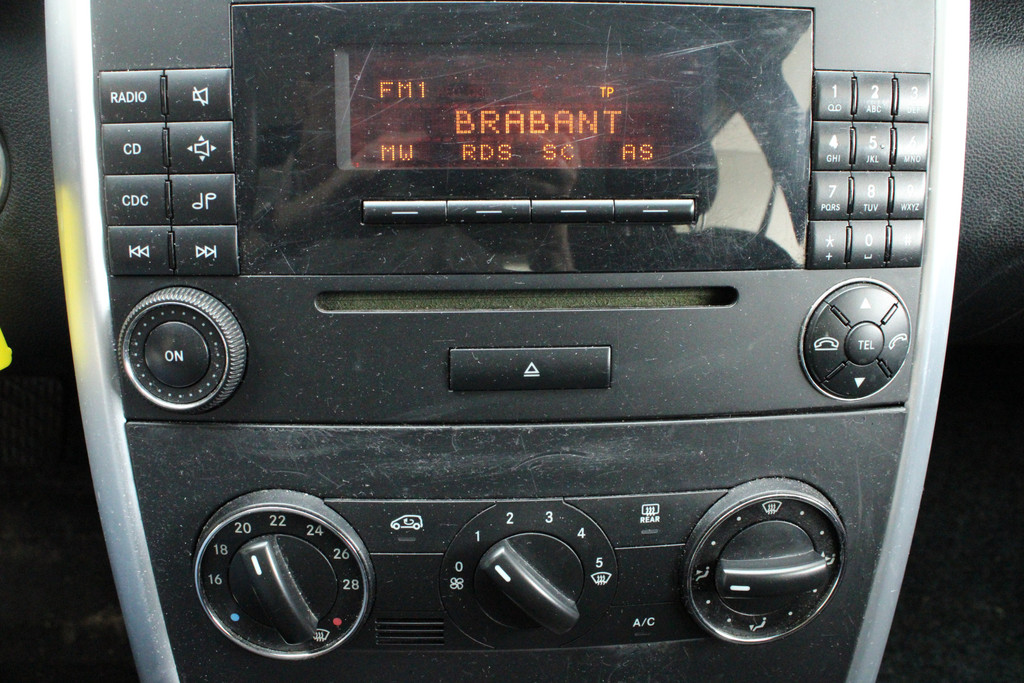 FM1 TP
BRABANT
MW RDS SC AS
RADIO
CD
CDC
1
2 ABC
3
4 GHI
5 JKL
6 MNO
7 PQRS
8 TUV
9 WXYZ
*
+
0
ON
TEL
16 18 20 22 24 26 28
0 1 2 3 4 5
REAR
A/C